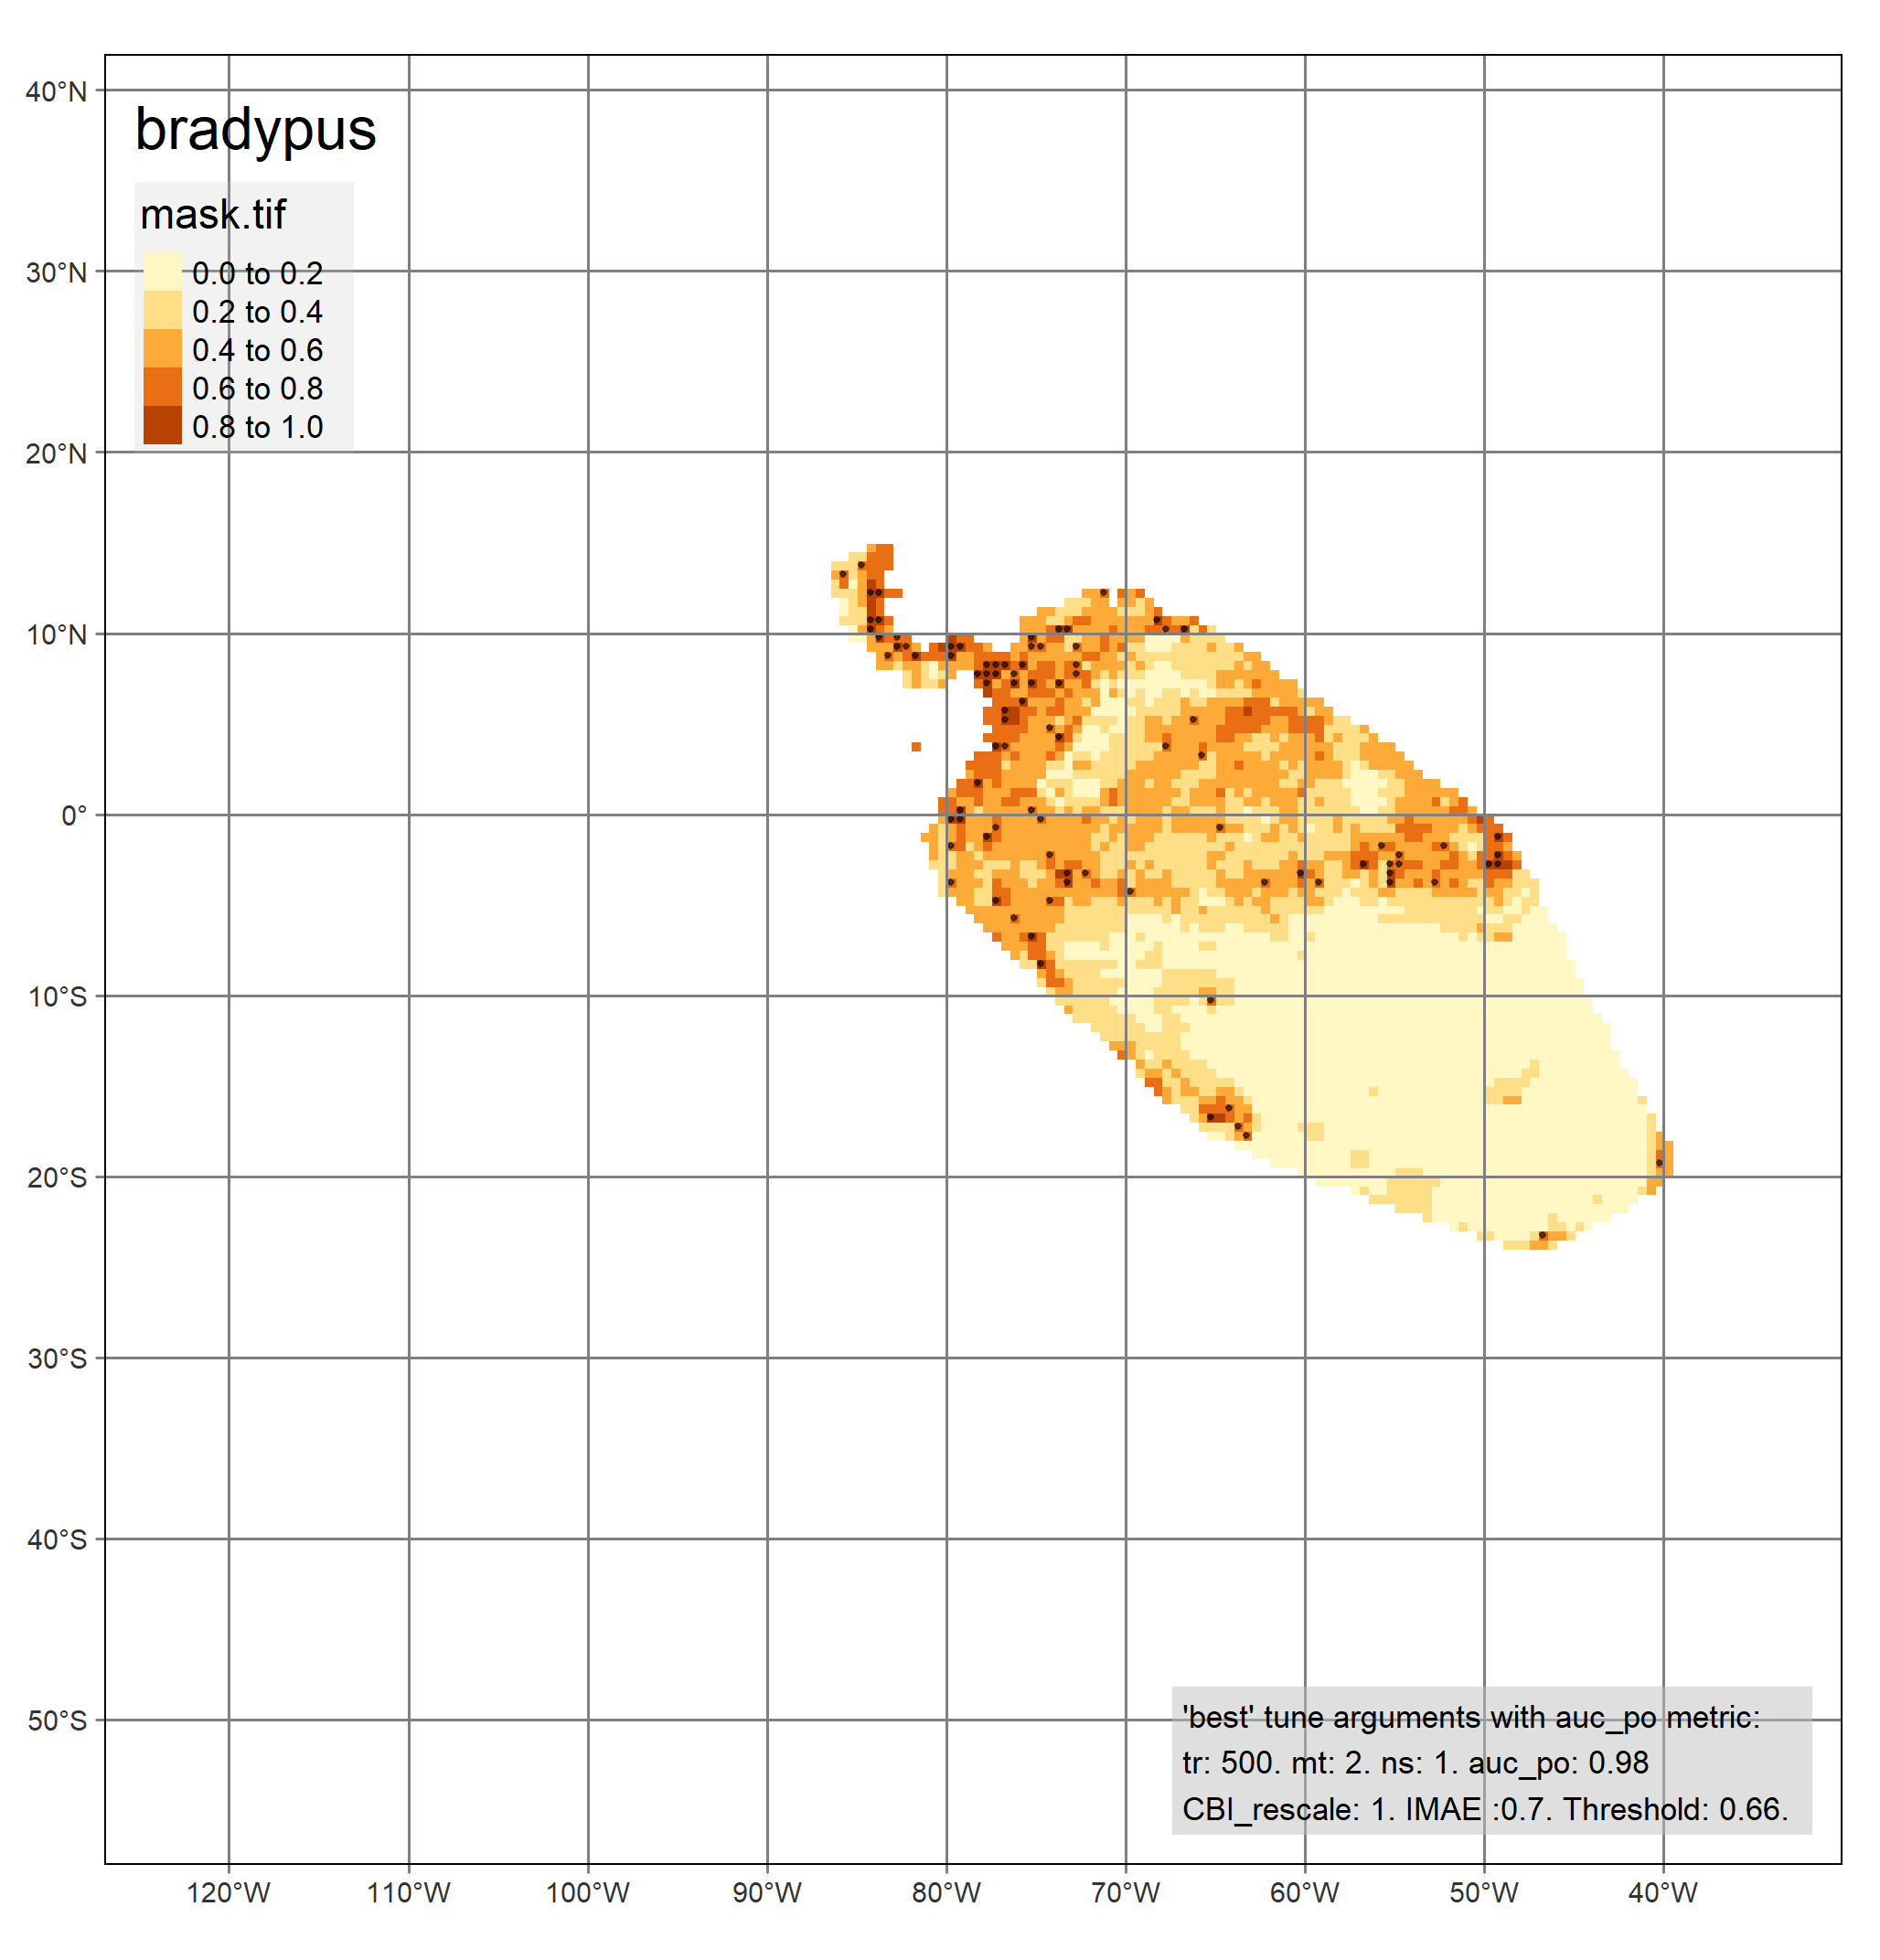 bradypus
mask.tif
0.0 to 0.2
0.2 to 0.4
0.4 to 0.6
0.6 to 0.8
0.8 to 1.0
40°N
30°N
20°N
10°N
0°
10°S
20°S
30°S
40°S
50°S
'best' tune arguments with auc_po metric:
tr: 500. mt: 2. ns: 1. auc_po: 0.98
CBI_rescale: 1. IMAE :0.7. Threshold: 0.66.
120°W 110°W 100°W 90°W 80°W 70°W 60°W 50°W 40°W